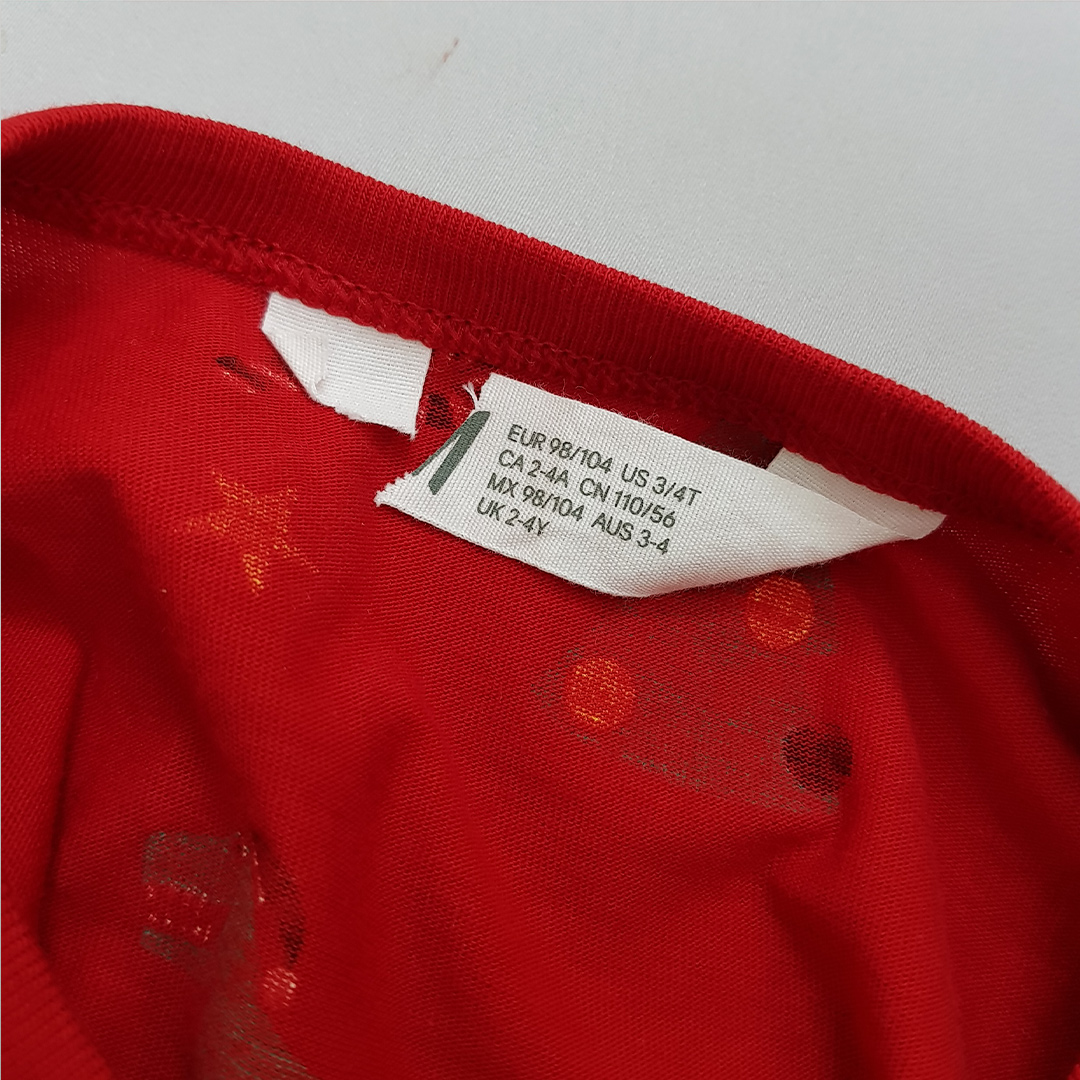 EUR 98/104 US 3/4T
CA 2-4A CN 110/56
MX 98/104 AUS 3-4
UK 2-4Y